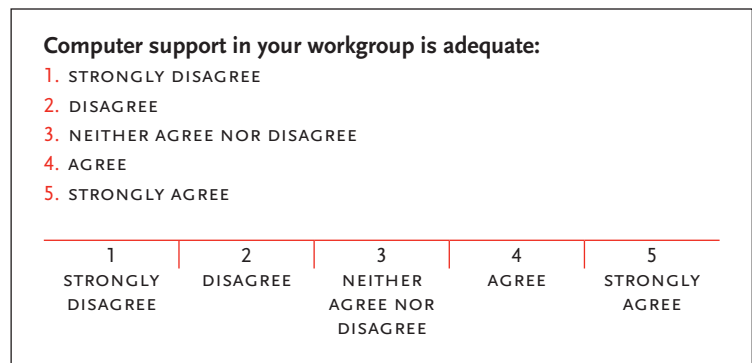 Computer support in your workgroup is adequate:
1. STRONGLY DISAGREE
2. DISAGREE
3. NEITHER AGREE NOR DISAGREE
4. AGREE
5. STRONGLY AGREE
1 2 3 4 5
STRONGLY DISAGREE NEITHER AGREE STRONGLY
DISAGREE AGREE NOR AGREE
DISAGREE